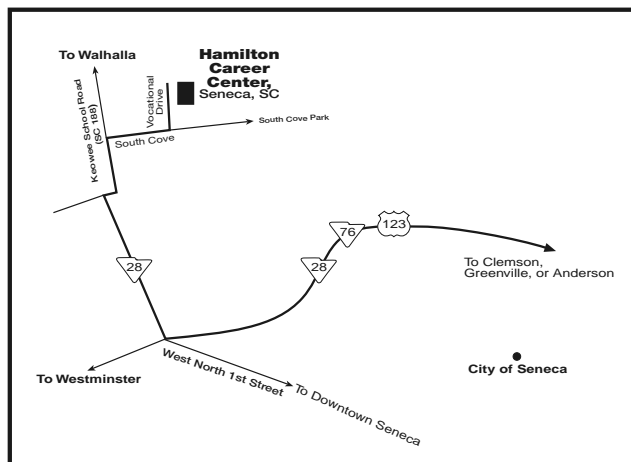 To Walhalla
Hamilton
Career
Center,
Seneca, SC
Vocational
Drive
Keowee School Road
(SC 188)
South Cove Park
South Cove
76
123
28
28
To Clemson,
Greenville, or Anderson
West North 1st Street
To Westminster
To Downtown Seneca
City of Seneca